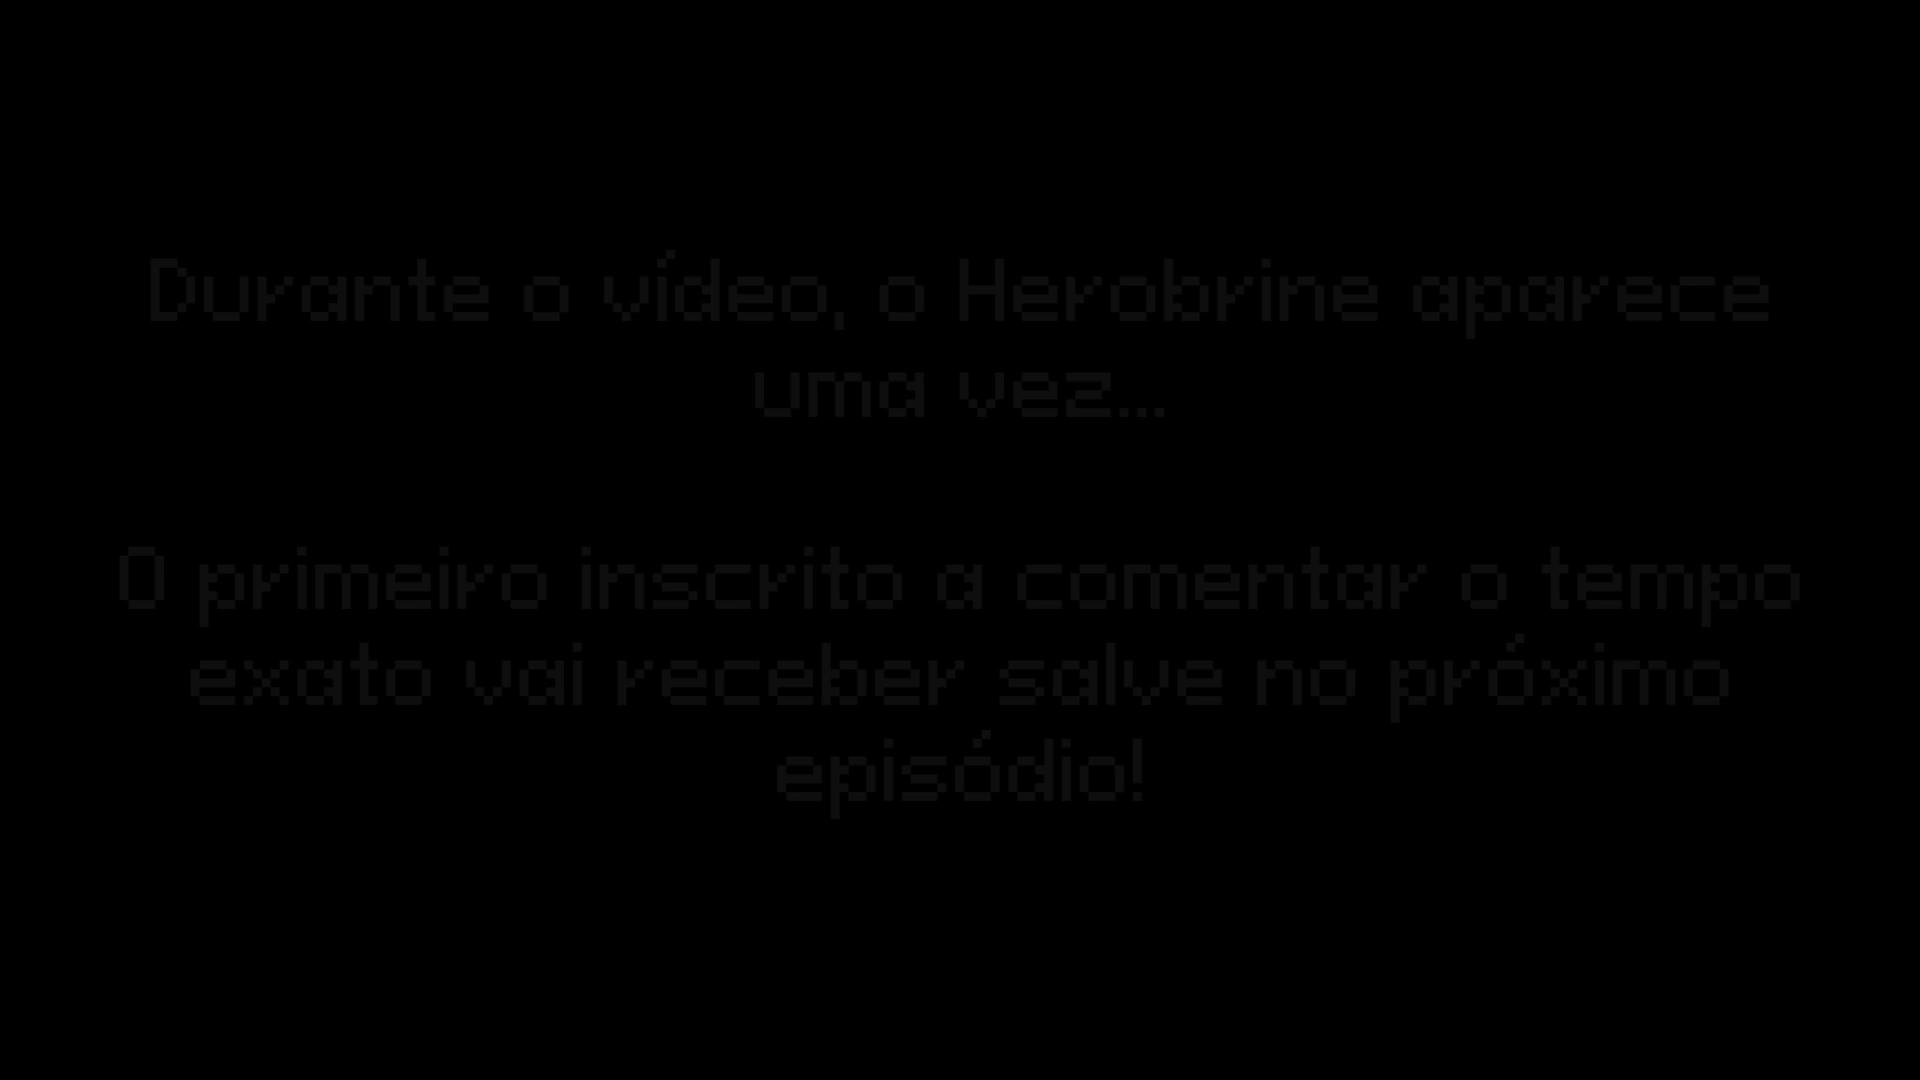 Durante o vídeo, o Herobrine aparece
uma vez...
O primeiro inscrito a comentar o tempo
exato vai receber salve no próximo
episódio!